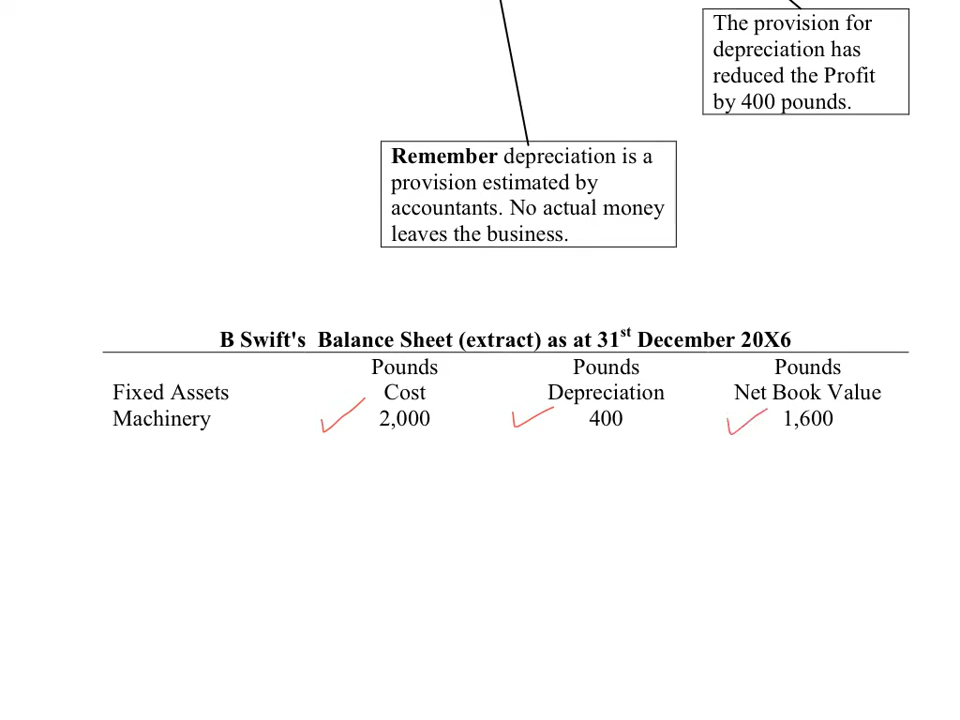 The provision for
depreciation has
reduced the Profit
by 400 pounds.
Remember depreciation is a
provision estimated by
accountants. No actual money
leaves the business.
B Swift's Balance Sheet (extract) as at 31st December 20X6
Pounds Pounds Pounds
Fixed Assets Cost Depreciation Net Book Value
Machinery 2,000 400 1,600